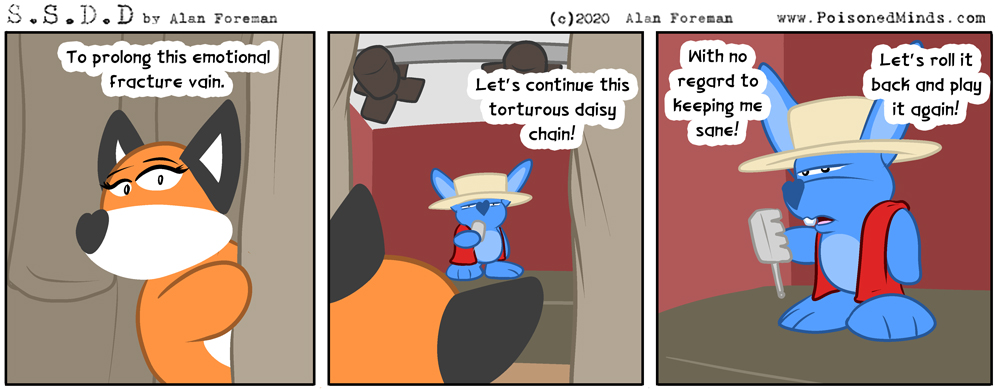 S.S.D.D by Alan Foreman (c)2020 Alan Foreman www.PoisonedMinds.com
To prolong this emotional
fracture vain.
Let's continue this
torturous daisy
chain!
With no
regard to
keeping me
sane!
Let's roll it
back and play
it again!